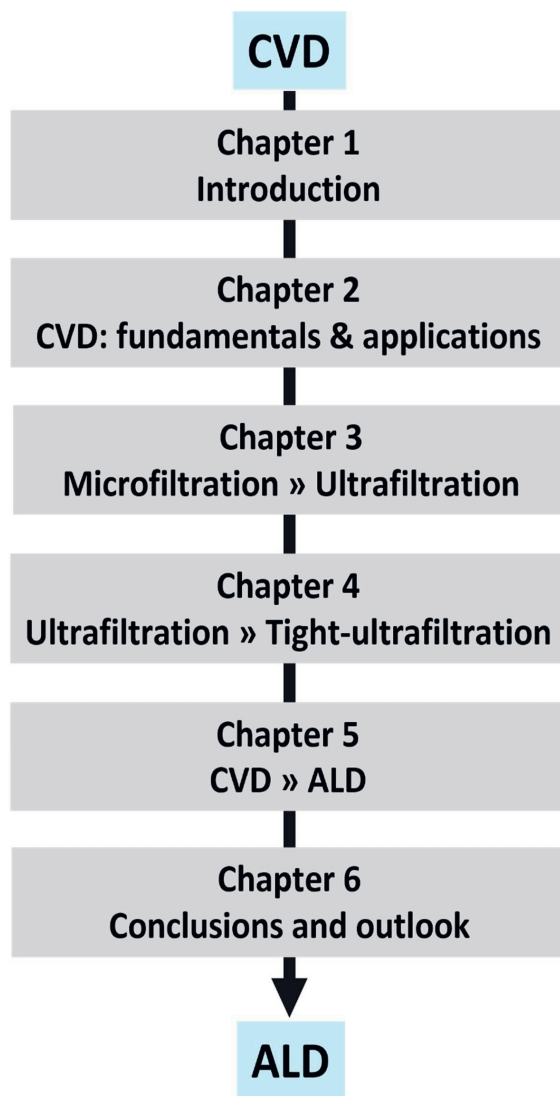 CVD
Chapter 1
Introduction
Chapter 2
CVD: fundamentals & applications
Chapter 3
Microfiltration » Ultrafiltration
Chapter 4
Ultrafiltration » Tight-ultrafiltration
Chapter 5
CVD » ALD
Chapter 6
Conclusions and outlook
ALD